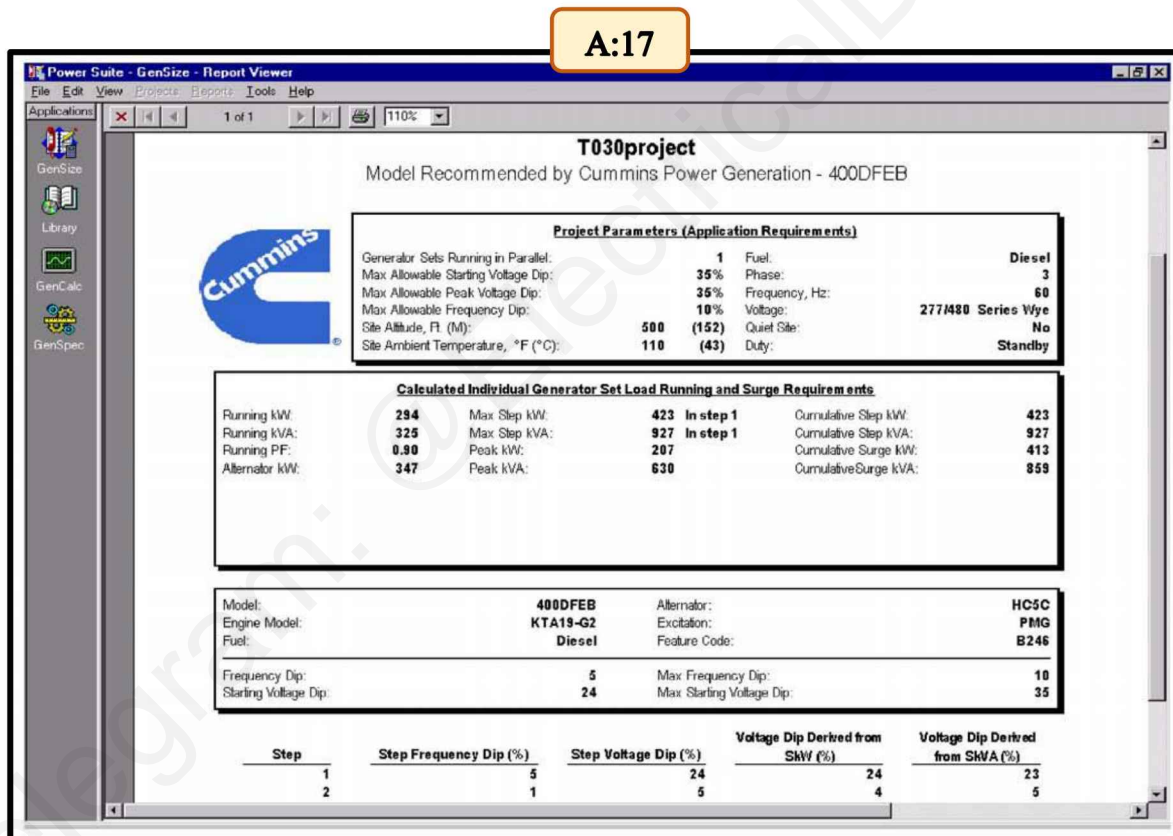 A:17
Power Suite - GenSize - Report Viewer
File Edit View Projects Reports Tools Help
Applications 1 of 1 110%
GenSize
Library
GenCalc
GenSpec
T030project
Model Recommended by Cummins Power Generation - 400DFEB
Cummins
®
Project Parameters (Application Requirements)
Generator Sets Running in Parallel: 1 Fuel: Diesel
Max Allowable Starting Voltage Dip: 35% Phase: 3
Max Allowable Peak Voltage Dip: 35% Frequency, Hz: 60
Max Allowable Frequency Dip: 10% Voltage: 277/480 Series Wye
Site Altitude, Ft. (M): 500 (152) Quiet Site: No
Site Ambient Temperature, °F (°C): 110 (43) Duty: Standby
Calculated Individual Generator Set Load Running and Surge Requirements
Running kW: 294 Max Step kW: 423 In step 1 Cumulative Step kW: 423
Running kVA: 325 Max Step kVA: 927 In step 1 Cumulative Step kVA: 927
Running PF: 0.90 Peak kW: 207 Cumulative Surge kW: 413
Alternator kW: 347 Peak kVA: 630 CumulativeSurge kVA: 859
Model: 400DFEB Alternator: HC5C
Engine Model: KTA19-G2 Excitation: PMG
Fuel: Diesel Feature Code: B246
Frequency Dip: 5 Max Frequency Dip: 10
Starting Voltage Dip: 24 Max Starting Voltage Dip: 35
Step Step Frequency Dip (%) Step Voltage Dip (%) Voltage Dip Derived from SkW (%) Voltage Dip Derived from SkVA (%)
1 5 24 24 23
2 1 5 4 5